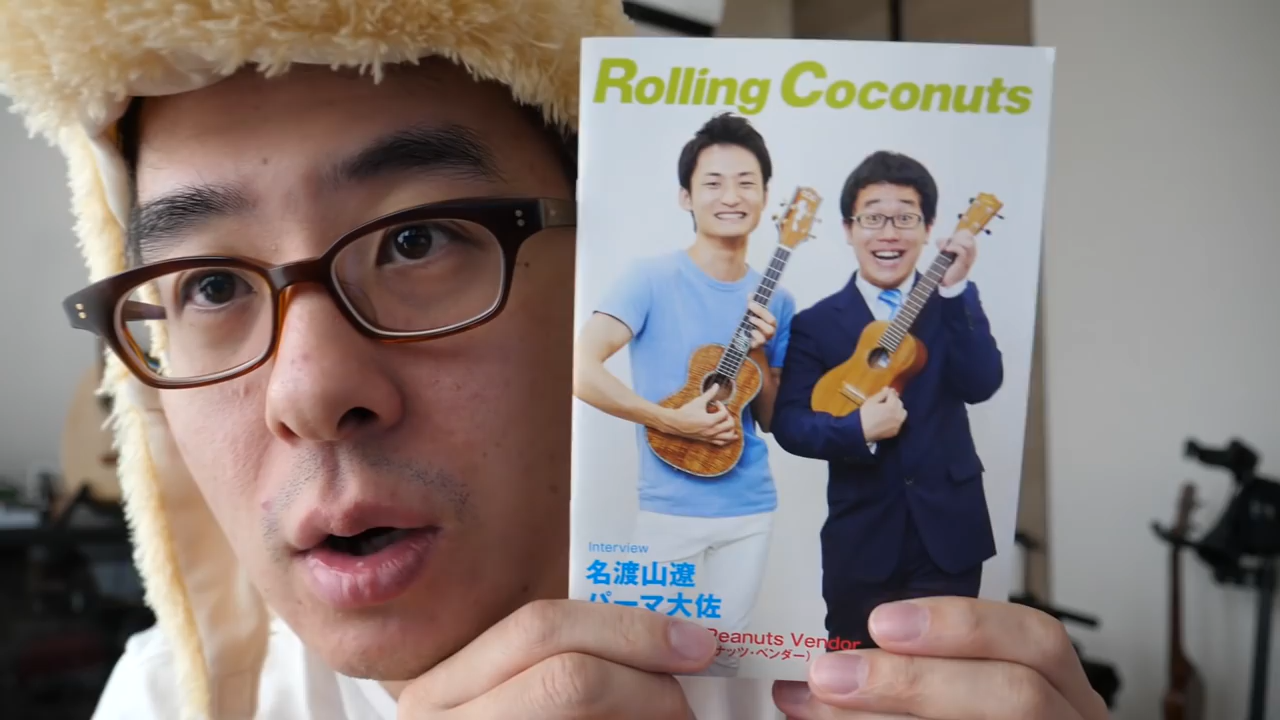 Rolling Coconuts
Interview
名渡山遼
パーマ大佐
Peanuts Vendor
ナッツ・ベンダー)